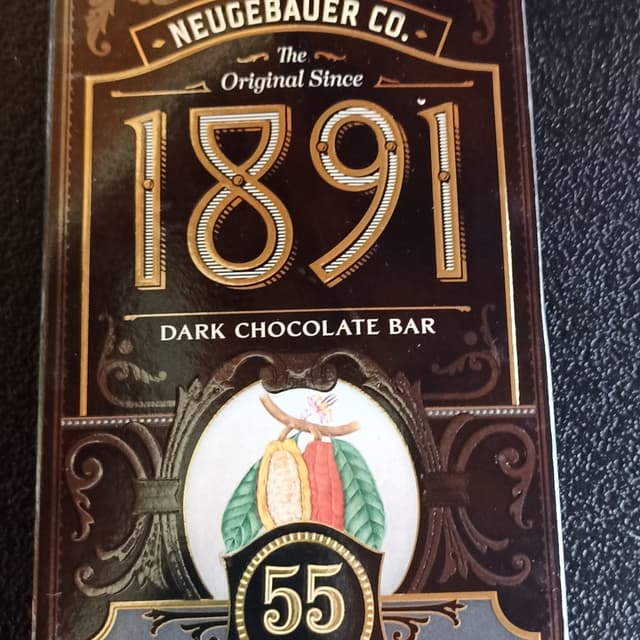 NEUGEBAUER CO.
The
Original Since
1891
DARK CHOCOLATE BAR
55